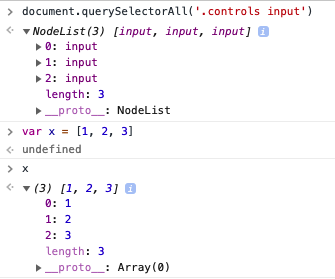 > document.querySelectorAll('.controls input')
<· ▼NodeList(3) [input, input, input] i
▶0: input
▶1: input
▶2: input
length: 3
▶__proto__: NodeList
> var x = [1, 2, 3]
<· undefined
> x
<· ▼(3) [1, 2, 3] i
0: 1
1: 2
2: 3
length: 3
▶__proto__: Array(0)